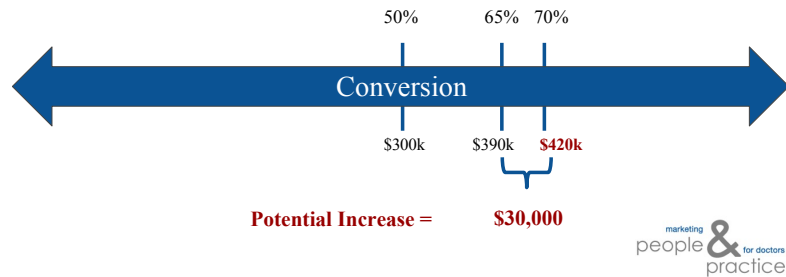 50% 65% 70%
Conversion
$300k $390k $420k
Potential Increase = $30,000
marketing
people & for doctors
practice